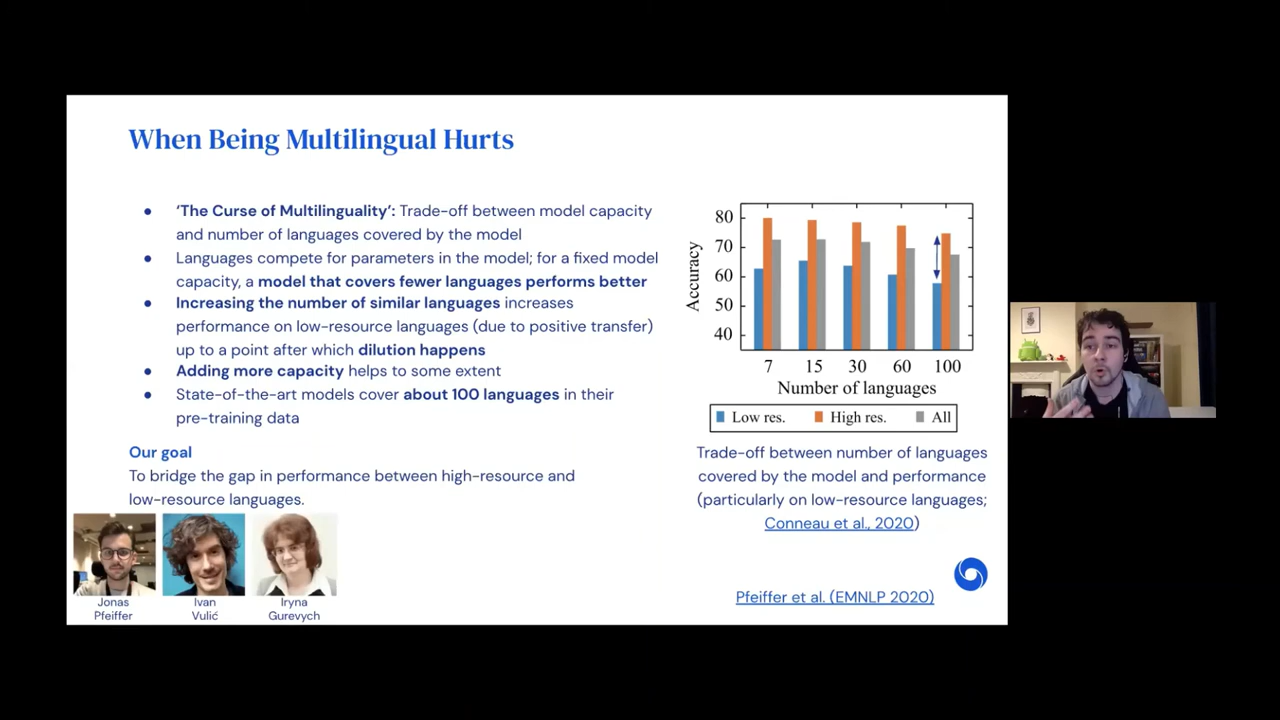 When Being Multilingual Hurts
● 'The Curse of Multilinguality': Trade-off between model capacity
and number of languages covered by the model
● Languages compete for parameters in the model; for a fixed model
capacity, a model that covers fewer languages performs better
● Increasing the number of similar languages increases
performance on low-resource languages (due to positive transfer)
up to a point after which dilution happens
● Adding more capacity helps to some extent
● State-of-the-art models cover about 100 languages in their
pre-training data
Our goal
To bridge the gap in performance between high-resource and
low-resource languages.
Jonas
Pfeiffer
Ivan
Vulić
Iryna
Gurevych
Accuracy
80
70
60
50
40
7 15 30 60 100
Number of languages
Low res. High res. All
Trade-off between number of languages
covered by the model and performance
(particularly on low-resource languages;
Conneau et al., 2020)
Pfeiffer et al. (EMNLP 2020)